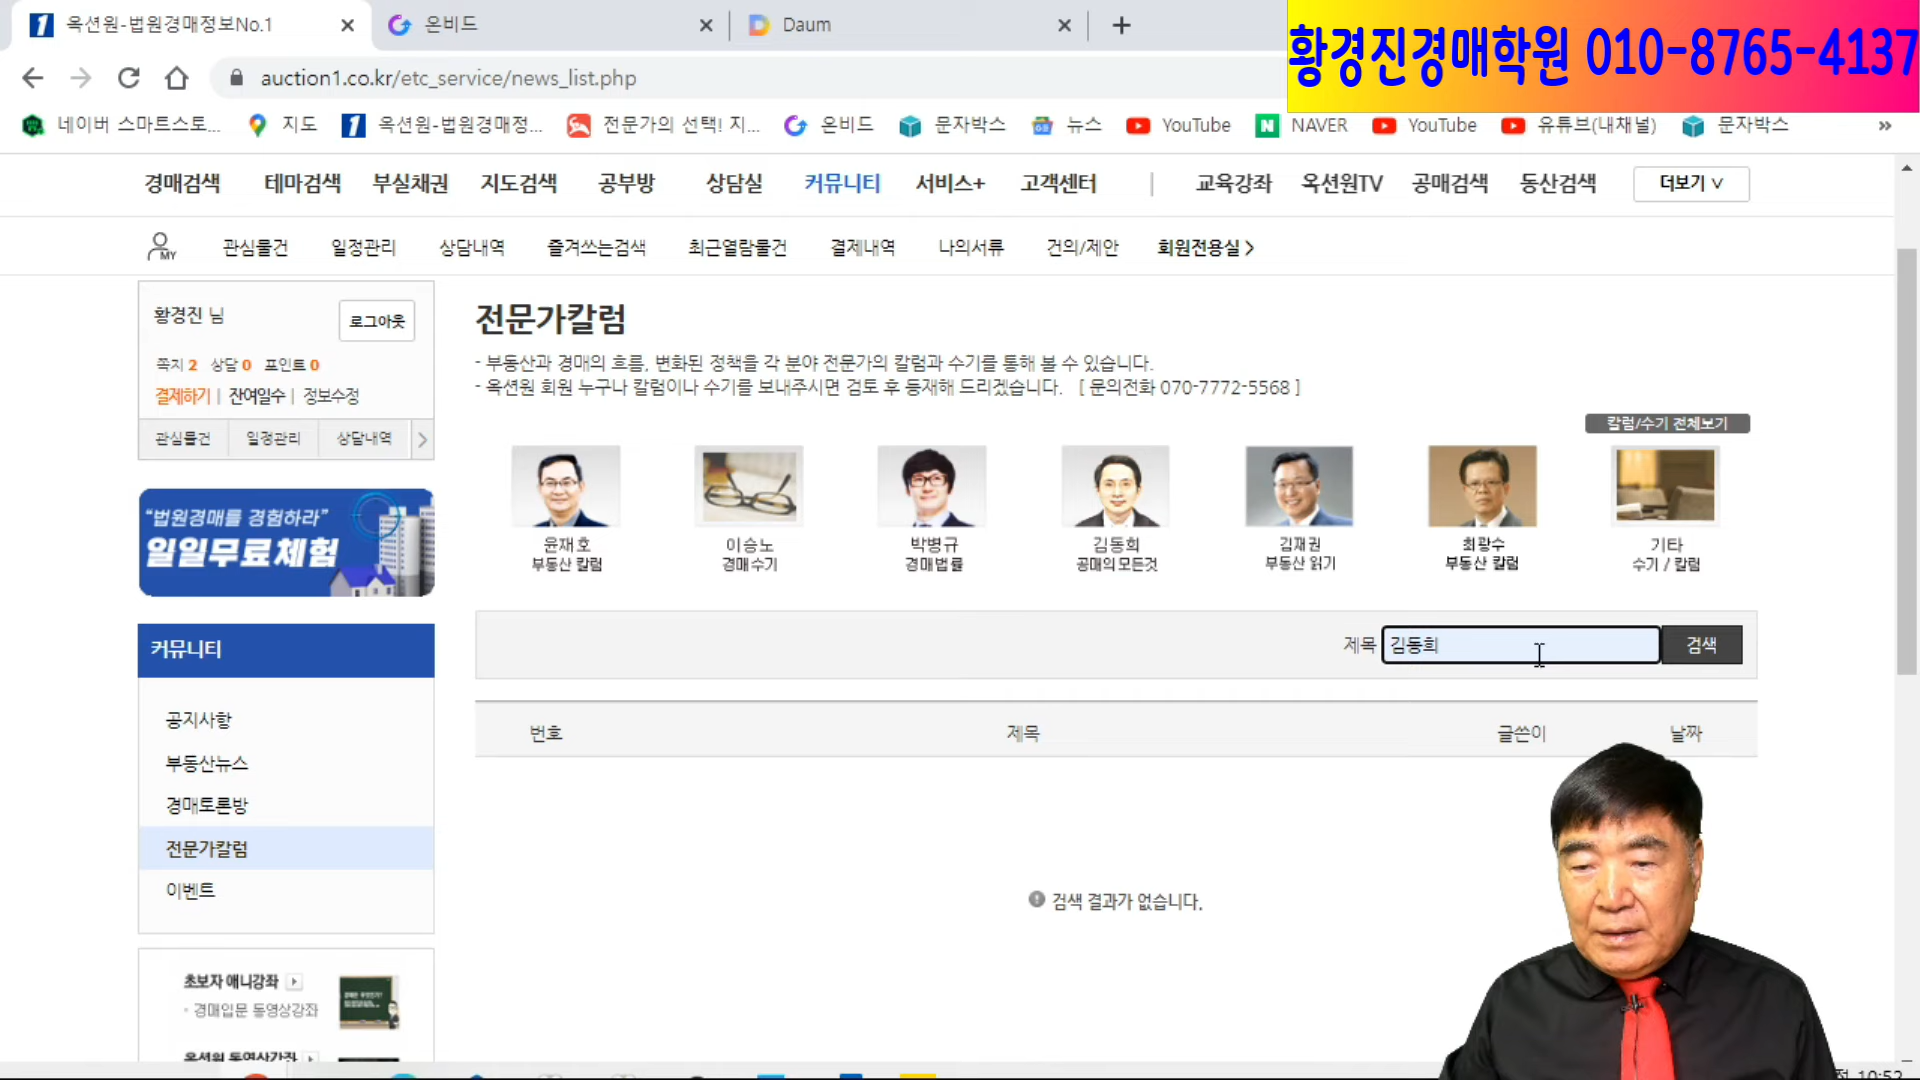 옥션원-법원경매정보No.1
온비드
Daum
황경진경매학원 010-8765-4137
auction1.co.kr/etc_service/news_list.php
네이버 스마트스토...
지도
옥션원-법원경매정...
전문가의 선택! 지...
온비드
문자박스
뉴스
YouTube
NAVER
YouTube
유튜브(내채널)
문자박스
»
경매검색 테마검색 부실채권 지도검색 공부방 상담실 커뮤니티 서비스+ 고객센터 | 교육강좌 옥션원TV 공매검색 동산검색 더보기 ∨
MY 관심물건 일정관리 상담내역 즐겨쓰는검색 최근열람물건 결제내역 나의서류 건의/제안 회원전용실 >
황경진 님
로그아웃
쪽지 2 상담 0 포인트 0
결제하기 | 잔여일수 | 정보수정
관심물건 일정관리 상담내역 >
"법원경매를 경험하라"
일일무료체험
커뮤니티
공지사항
부동산뉴스
경매토론방
전문가칼럼
이벤트
초보자 애니강좌
· 경매입문 동영상강좌
옥션원 동영상강좌
전문가칼럼
- 부동산과 경매의 흐름, 변화된 정책을 각 분야 전문가의 칼럼과 수기를 통해 볼 수 있습니다.
- 옥션원 회원 누구나 칼럼이나 수기를 보내주시면 검토 후 등재해 드리겠습니다. [ 문의전화 070-7772-5568 ]
칼럼/수기 전체보기
윤재호
부동산 칼럼
이승노
경매수기
박병규
경매법률
김동희
공매의모든것
김재권
부동산 읽기
최광수
부동산 칼럼
기타
수기 / 칼럼
제목 김동희 검색
번호 제목 글쓴이 날짜
검색 결과가 없습니다.
10:52